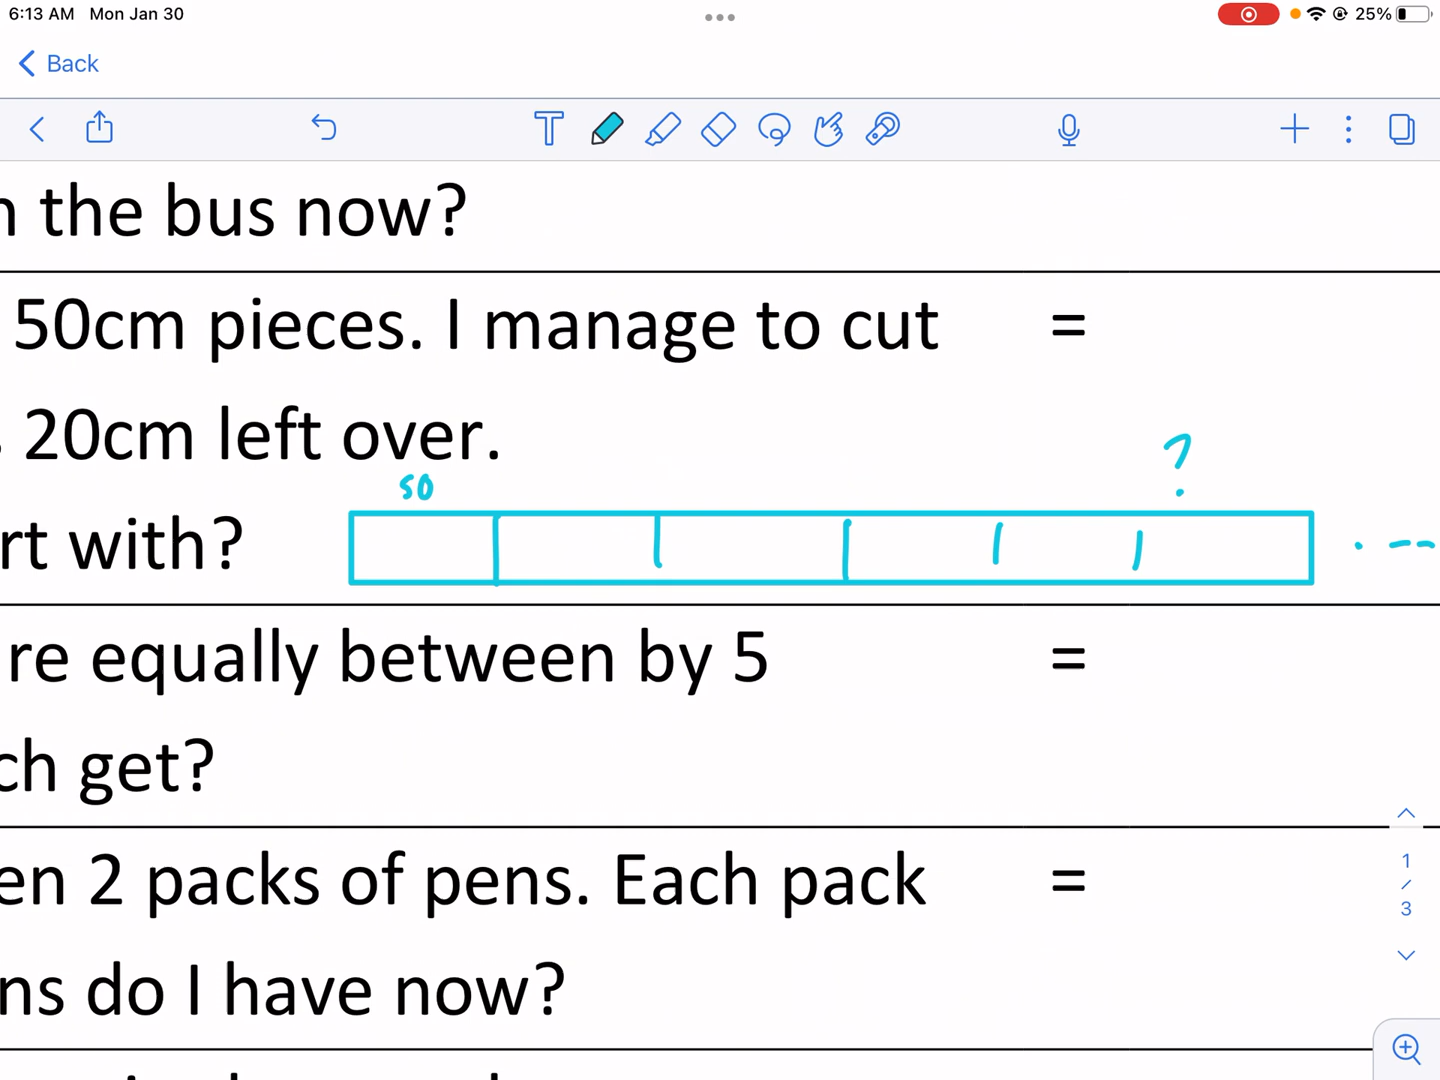 6:13 AM Mon Jan 30
25%
Back
T
n the bus now?
50cm pieces. I manage to cut =
20cm left over.
?
50
rt with?
re equally between by 5 =
ch get?
en 2 packs of pens. Each pack =
ns do I have now?
1
/
3